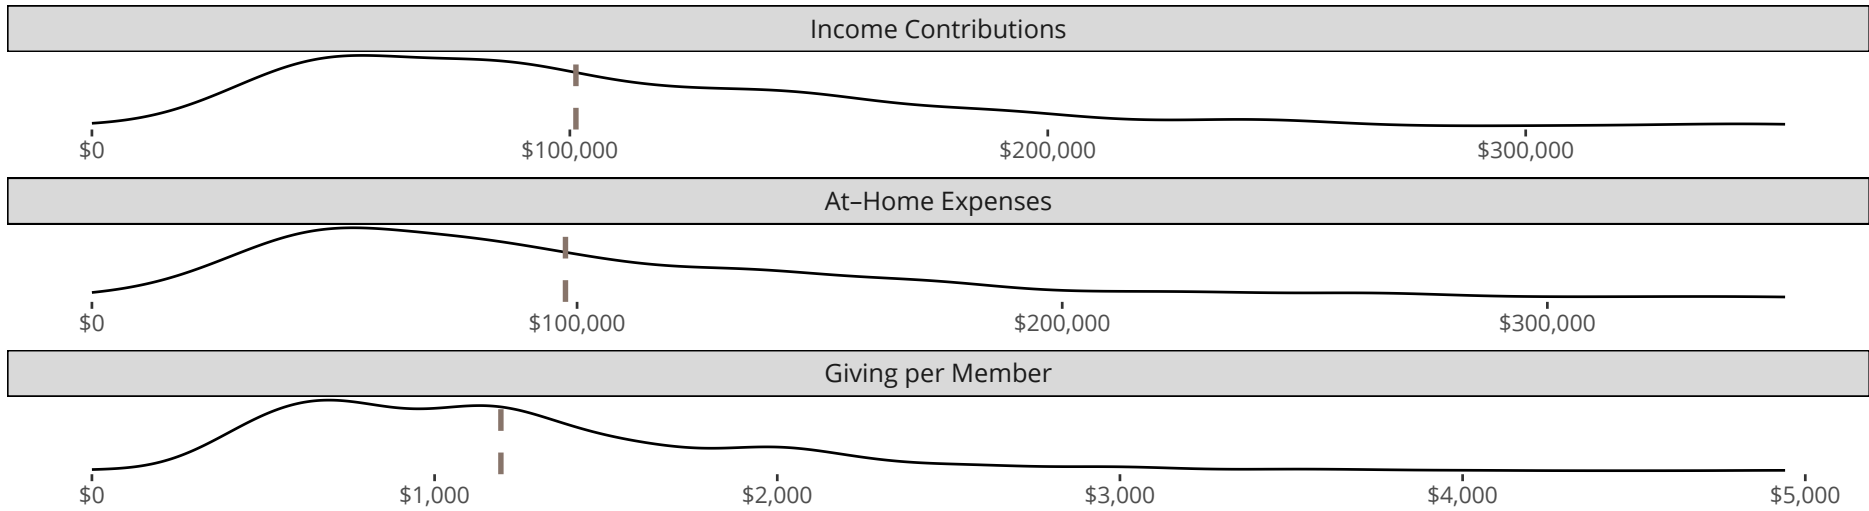 Income Contributions
$0 $100,000 $200,000 $300,000
At–Home Expenses
$0 $100,000 $200,000 $300,000
Giving per Member
$0 $1,000 $2,000 $3,000 $4,000 $5,000